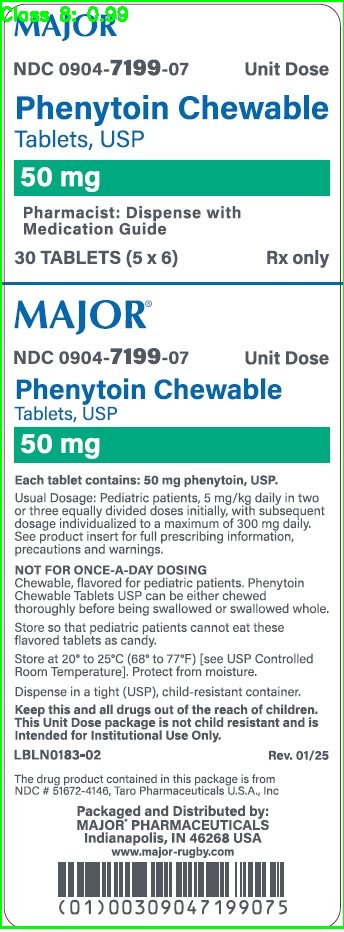 Class 8: 0.99
MAJOR
NDC 0904-7199-07 Unit Dose
Phenytoin Chewable
Tablets, USP
50 mg
Pharmacist: Dispense with
Medication Guide
30 TABLETS (5 x 6) Rx only
MAJOR®
NDC 0904-7199-07 Unit Dose
Phenytoin Chewable
Tablets, USP
50 mg
Each tablet contains: 50 mg phenytoin, USP.
Usual Dosage: Pediatric patients, 5 mg/kg daily in two
or three equally divided doses initially, with subsequent
dosage individualized to a maximum of 300 mg daily.
See product insert for full prescribing information,
precautions and warnings.
NOT FOR ONCE-A-DAY DOSING
Chewable, flavored for pediatric patients. Phenytoin
Chewable Tablets USP can be either chewed
thoroughly before being swallowed or swallowed whole.
Store so that pediatric patients cannot eat these
flavored tablets as candy.
Store at 20° to 25°C (68° to 77°F) [see USP Controlled
Room Temperature]. Protect from moisture.
Dispense in a tight (USP), child-resistant container.
Keep this and all drugs out of the reach of children.
This Unit Dose package is not child resistant and is
Intended for Institutional Use Only.
LBLN0183-02 Rev. 01/25
The drug product contained in this package is from
NDC # 51672-4146, Taro Pharmaceuticals U.S.A., Inc
Packaged and Distributed by:
MAJOR® PHARMACEUTICALS
Indianapolis, IN 46268 USA
www.major-rugby.com
(01)00309047199075